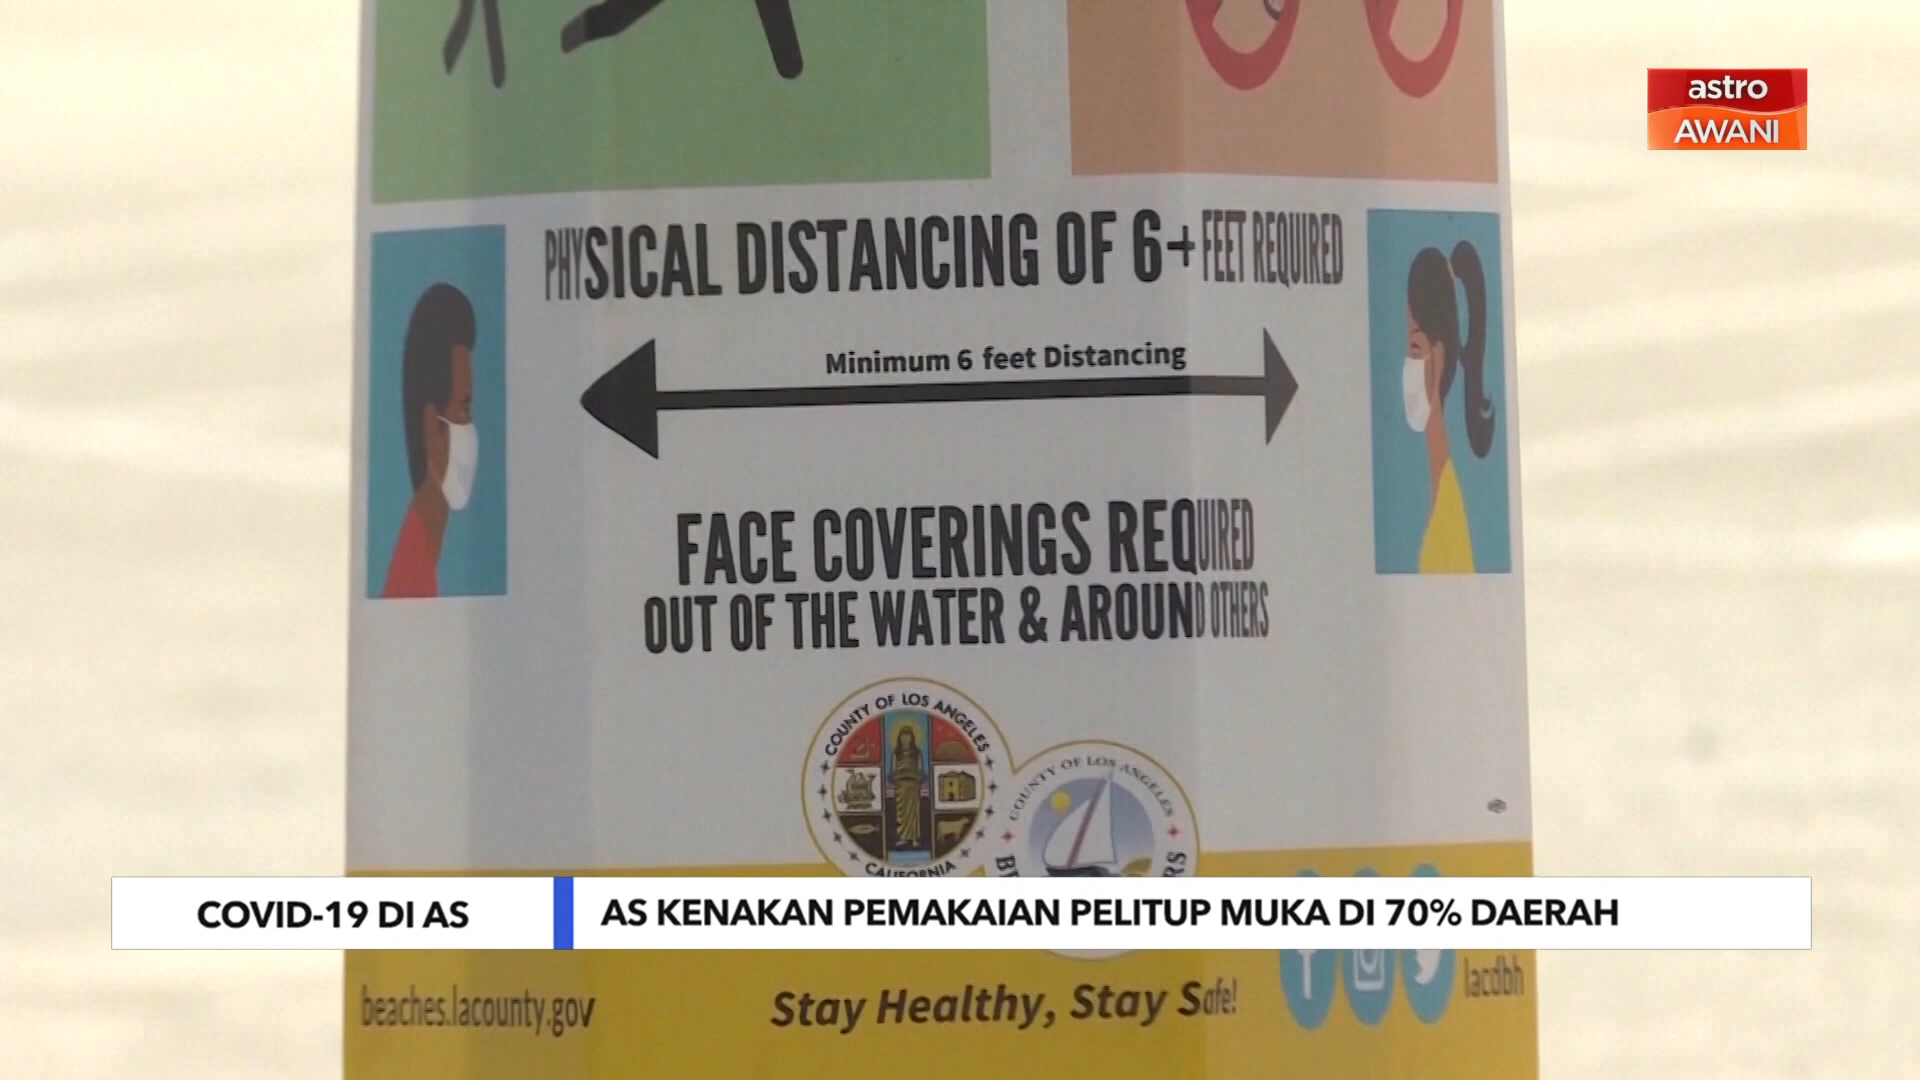 astro
AWANI
PHYSICAL DISTANCING OF 6+ FEET REQUIRED
Minimum 6 feet Distancing
FACE COVERINGS REQUIRED
OUT OF THE WATER & AROUND OTHERS
COUNTY OF LOS ANGELES
CALIFORNIA
COUNTY OF LOS ANGELES
COVID-19 DI AS
AS KENAKAN PEMAKAIAN PELITUP MUKA DI 70% DAERAH
beaches.lacounty.gov
Stay Healthy, Stay Safe!
lacdbh